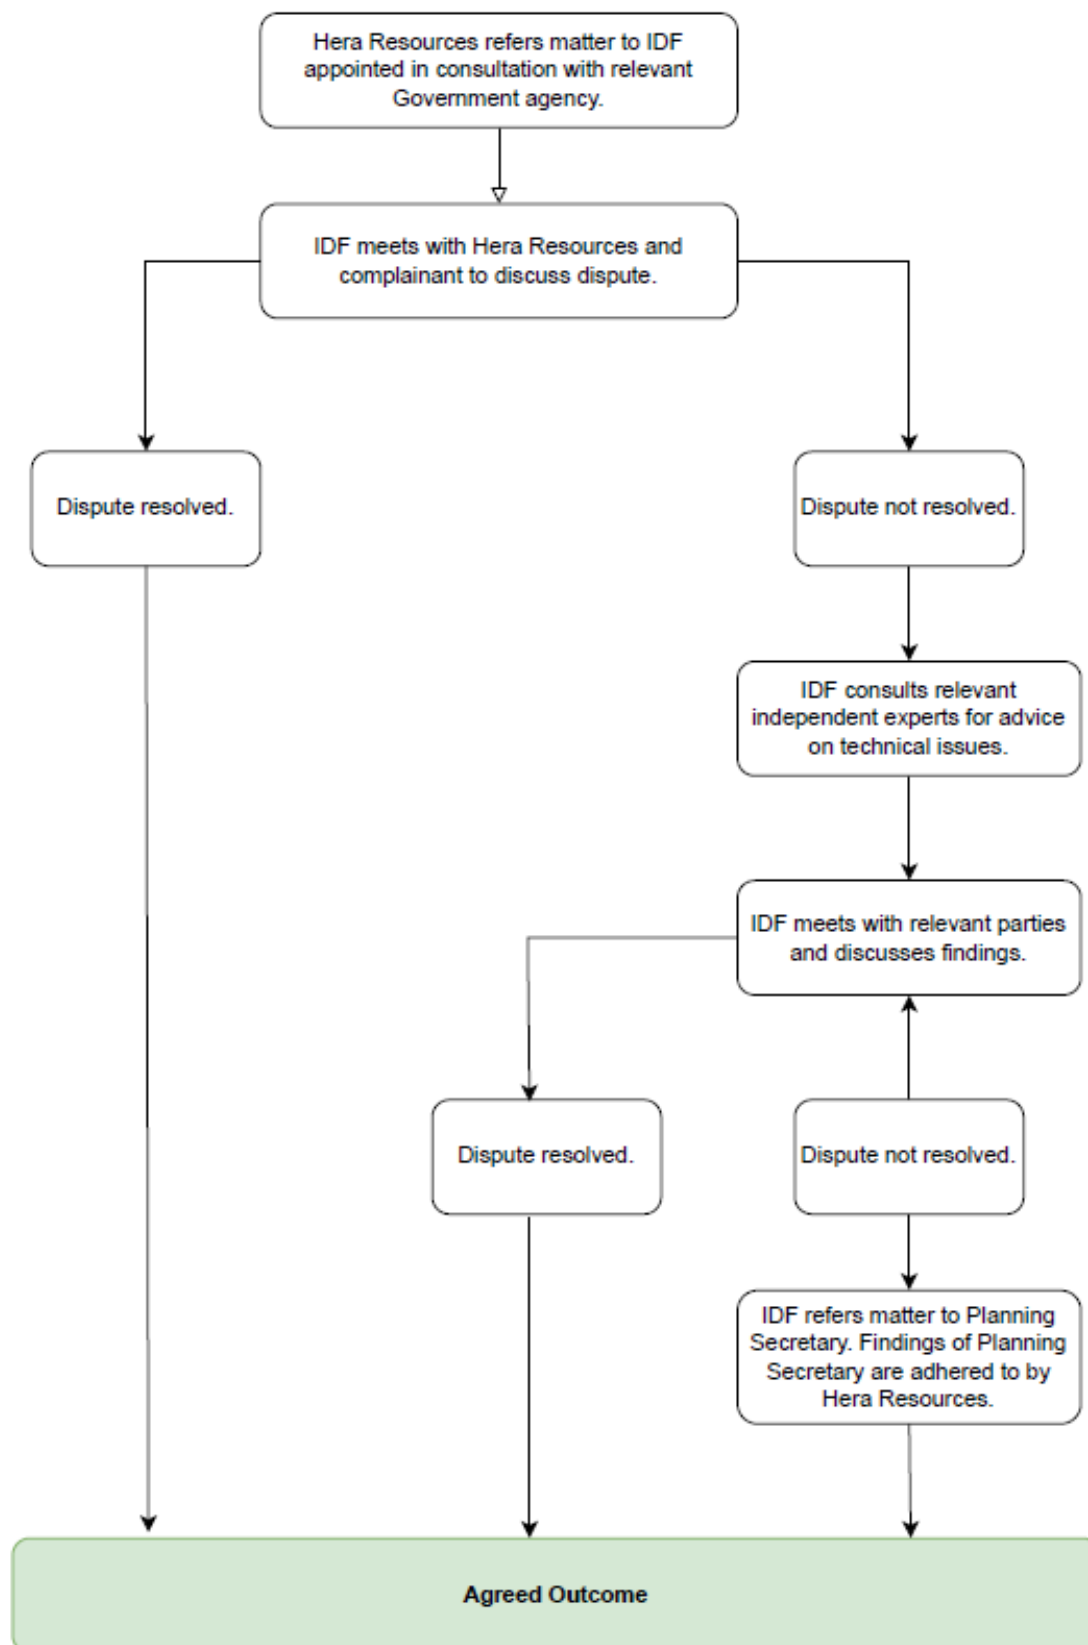 Hera Resources refers matter to IDF
appointed in consultation with relevant
Government agency.
IDF meets with Hera Resources and
complainant to discuss dispute.
Dispute resolved.
Dispute not resolved.
IDF consults relevant
independent experts for advice
on technical issues.
IDF meets with relevant parties
and discusses findings.
Dispute resolved.
Dispute not resolved.
IDF refers matter to Planning
Secretary. Findings of Planning
Secretary are adhered to by
Hera Resources.
Agreed Outcome